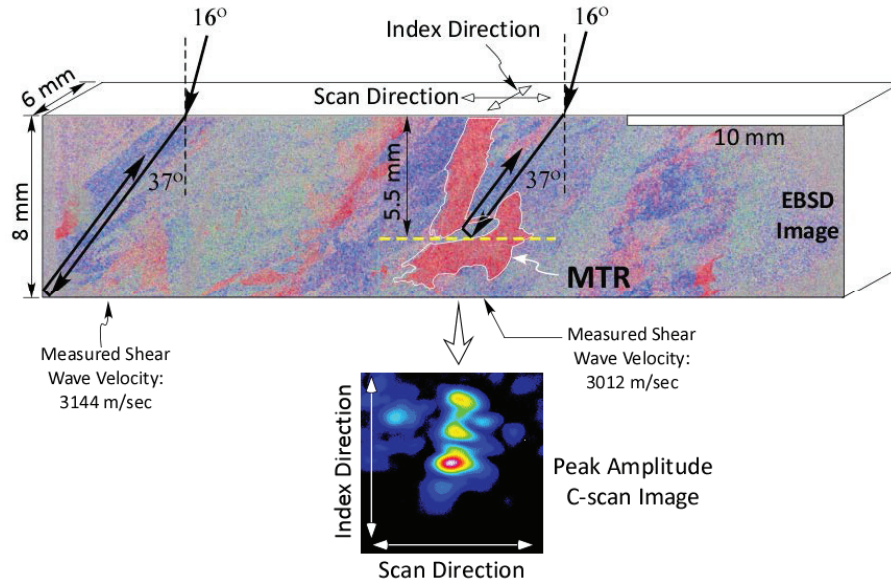 16°
16°
Index Direction
6 mm
Scan Direction
10 mm
37°
5.5 mm
37°
8 mm
EBSD
Image
MTR
Measured Shear
Wave Velocity:
3144 m/sec
Measured Shear
Wave Velocity:
3012 m/sec
Index Direction
Peak Amplitude
C-scan Image
Scan Direction